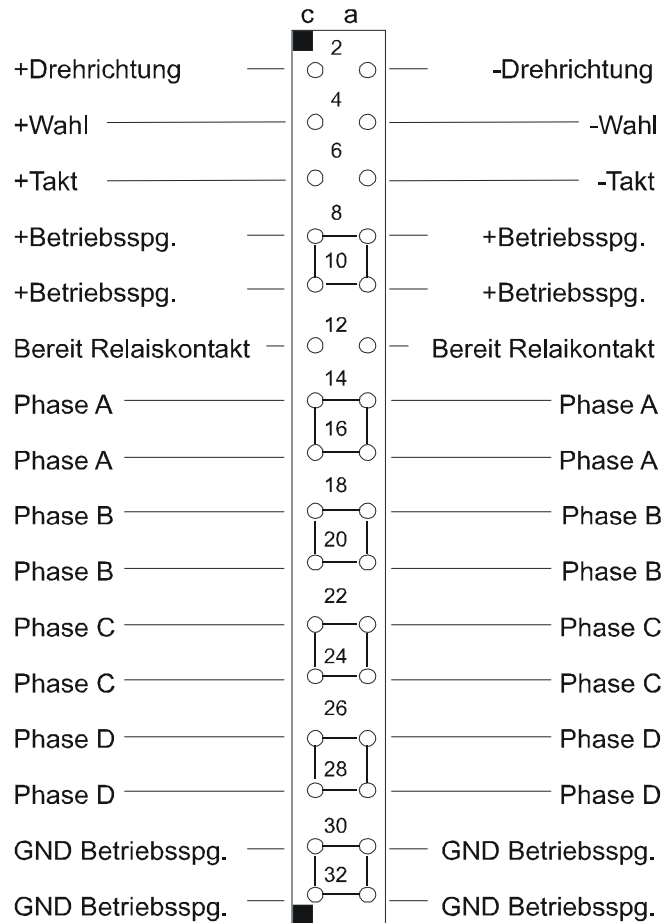 c a
2
+Drehrichtung -Drehrichtung
4
+Wahl -Wahl
6
+Takt -Takt
8
+Betriebsspg. +Betriebsspg.
10
+Betriebsspg. +Betriebsspg.
12
Bereit Relaiskontakt Bereit Relaikontakt
14
Phase A Phase A
16
Phase A Phase A
18
Phase B Phase B
20
Phase B Phase B
22
Phase C Phase C
24
Phase C Phase C
26
Phase D Phase D
28
Phase D Phase D
30
GND Betriebsspg. GND Betriebsspg.
32
GND Betriebsspg. GND Betriebsspg.